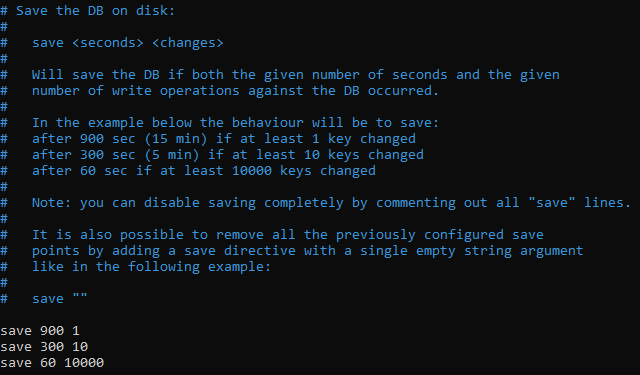 # Save the DB on disk:
#
#   save <seconds> <changes>
#
#   Will save the DB if both the given number of seconds and the given
#   number of write operations against the DB occurred.
#
#   In the example below the behaviour will be to save:
#   after 900 sec (15 min) if at least 1 key changed
#   after 300 sec (5 min) if at least 10 keys changed
#   after 60 sec if at least 10000 keys changed
#
#   Note: you can disable saving completely by commenting out all "save" lines.
#
#   It is also possible to remove all the previously configured save
#   points by adding a save directive with a single empty string argument
#   like in the following example:
#
#   save ""

save 900 1
save 300 10
save 60 10000